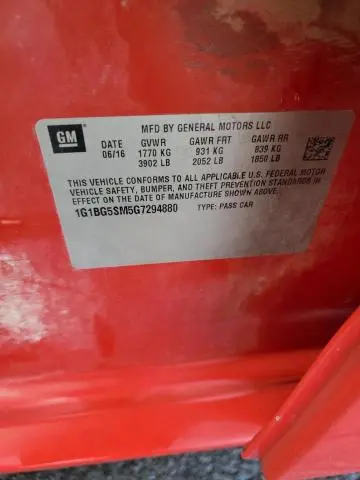 GM
MFD BY GENERAL MOTORS LLC
DATE GVWR GAWR FRT GAWR RR
06/16 1770 KG 931 KG 839 KG
3902 LB 2052 LB 1850 LB
THIS VEHICLE CONFORMS TO ALL APPLICABLE U.S. FEDERAL MOTOR
VEHICLE SAFETY, BUMPER, AND THEFT PREVENTION STANDARDS IN
EFFECT ON THE DATE OF MANUFACTURE SHOWN ABOVE.
1G1BG5SM5G7294880 TYPE: PASS CAR